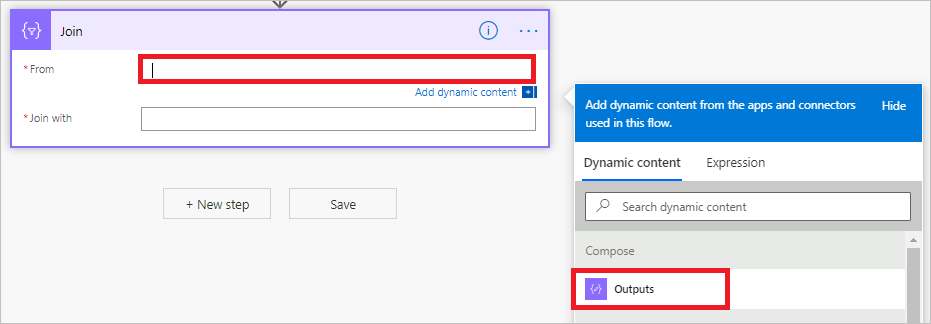 Join
* From
Add dynamic content
* Join with
+ New step
Save
Add dynamic content from the apps and connectors
used in this flow.
Hide
Dynamic content
Expression
Search dynamic content
Compose
Outputs